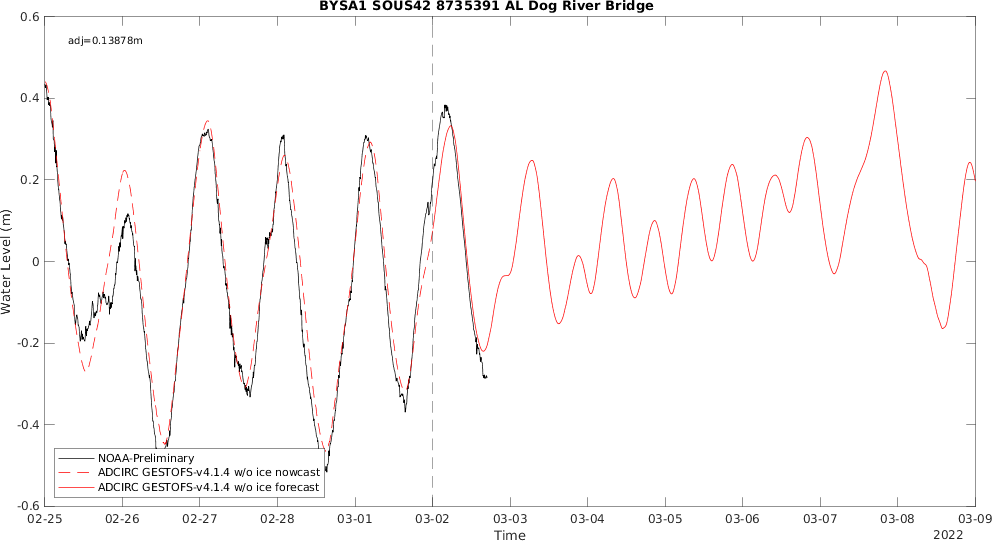 BYSA1 SOUS42 8735391 AL Dog River Bridge
adj=0.13878m
0.6
0.4
0.2
0
-0.2
-0.4
-0.6
Water Level (m)
NOAA-Preliminary
ADCIRC GESTOFS-v4.1.4 w/o ice nowcast
ADCIRC GESTOFS-v4.1.4 w/o ice forecast
02-25 02-26 02-27 02-28 03-01 03-02 03-03 03-04 03-05 03-06 03-07 03-08 03-09
Time
2022